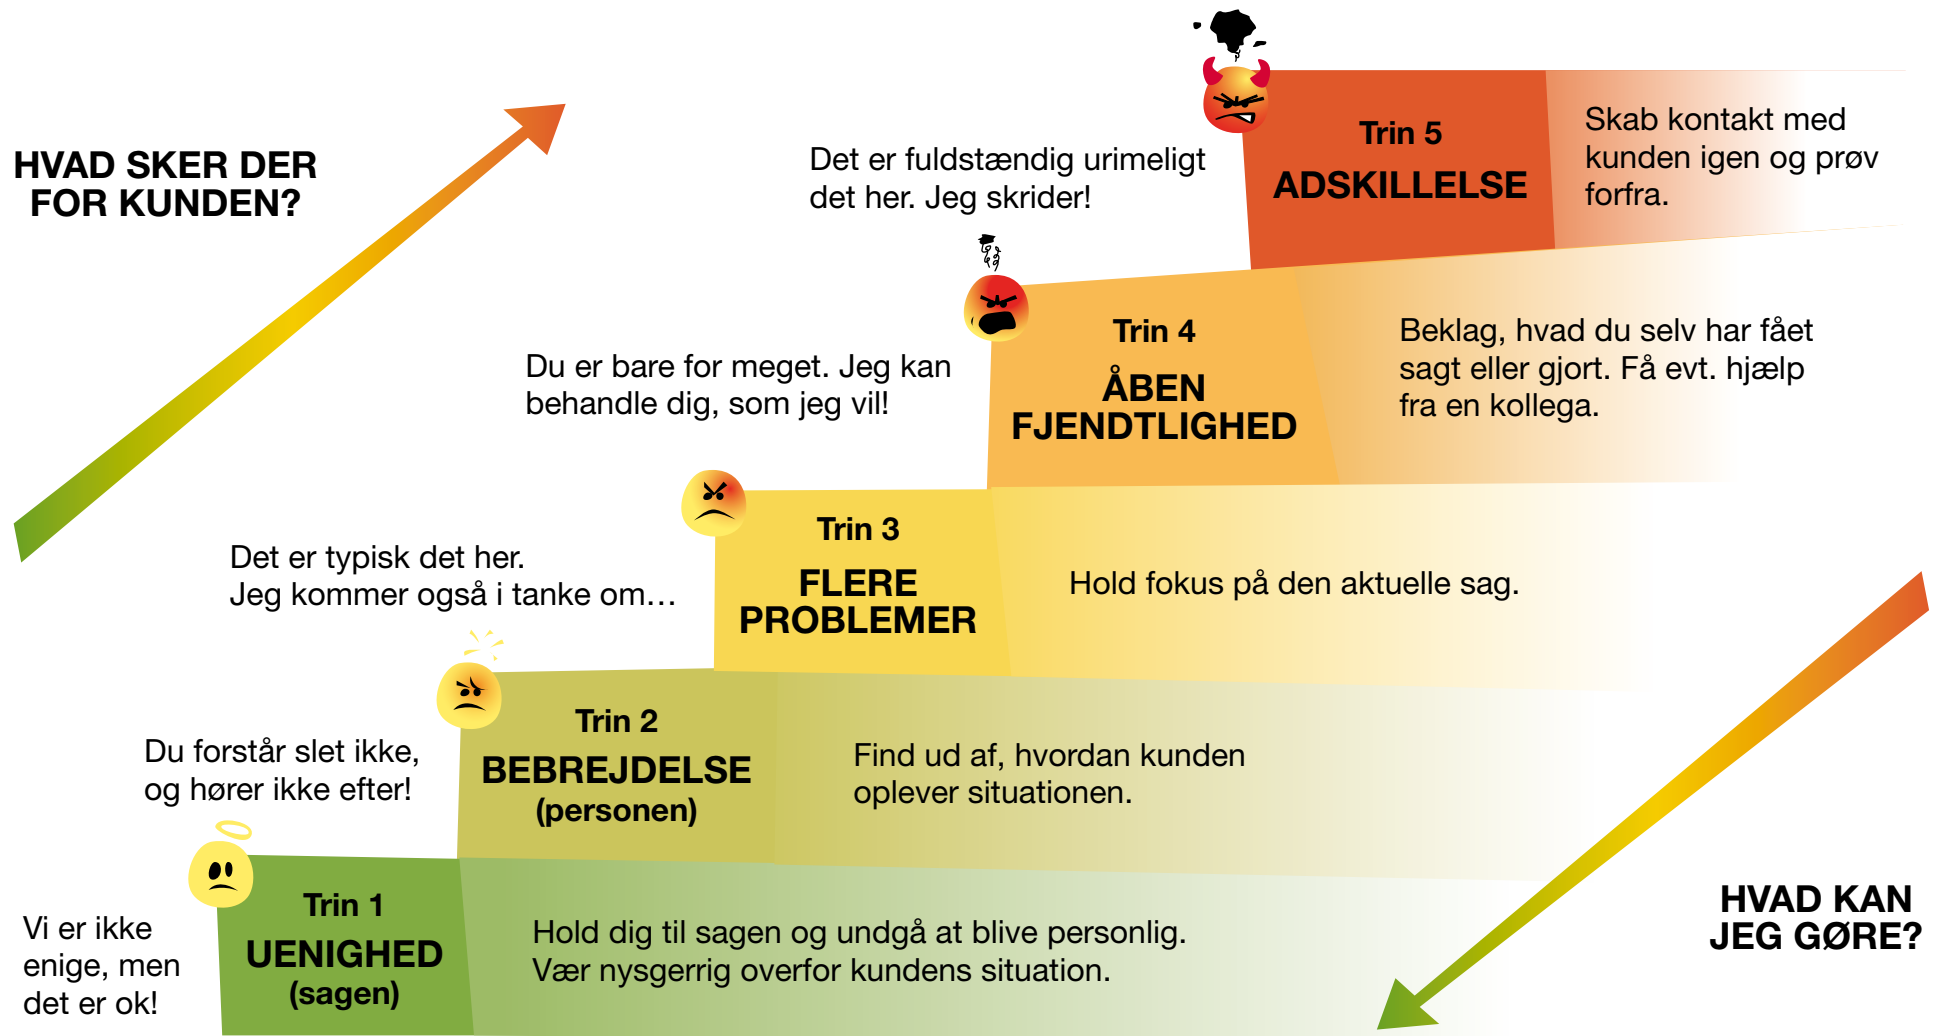 HVAD SKER DER
FOR KUNDEN?
Det er fuldstændig urimeligt
det her. Jeg skrider!
Trin 5
ADSKILLELSE
Skab kontakt med
kunden igen og prøv
forfra.
Du er bare for meget. Jeg kan
behandle dig, som jeg vil!
Trin 4
ÅBEN
FJENDTLIGHED
Beklag, hvad du selv har fået
sagt eller gjort. Få evt. hjælp
fra en kollega.
Det er typisk det her.
Jeg kommer også i tanke om…
Trin 3
FLERE
PROBLEMER
Hold fokus på den aktuelle sag.
Du forstår slet ikke,
og hører ikke efter!
Trin 2
BEBREJDELSE
(personen)
Find ud af, hvordan kunden
oplever situationen.
Vi er ikke
enige, men
det er ok!
Trin 1
UENIGHED
(sagen)
Hold dig til sagen og undgå at blive personlig.
Vær nysgerrig overfor kundens situation.
HVAD KAN
JEG GØRE?